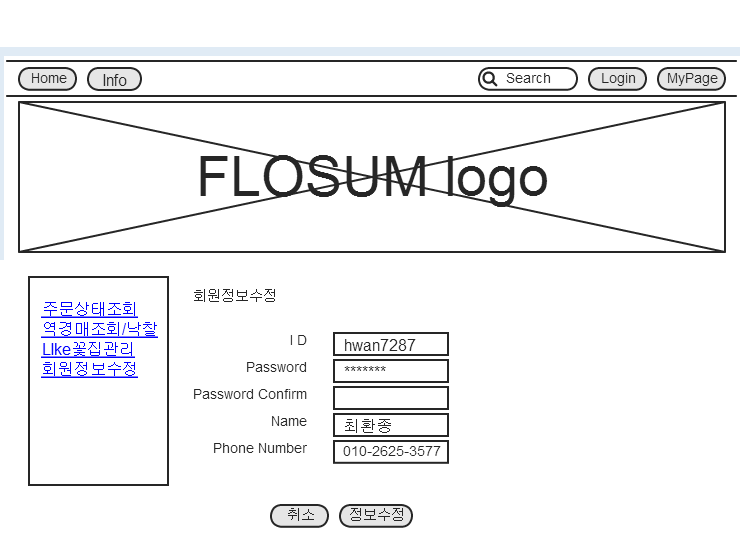 Home Info Search Login MyPage
FLOSUM logo
주문상태조회
역경매조회/낙찰
LIke꽃집관리
회원정보수정
회원정보수정
I D hwan7287
Password *******
Password Confirm
Name 최환종
Phone Number 010-2625-3577
취소 정보수정